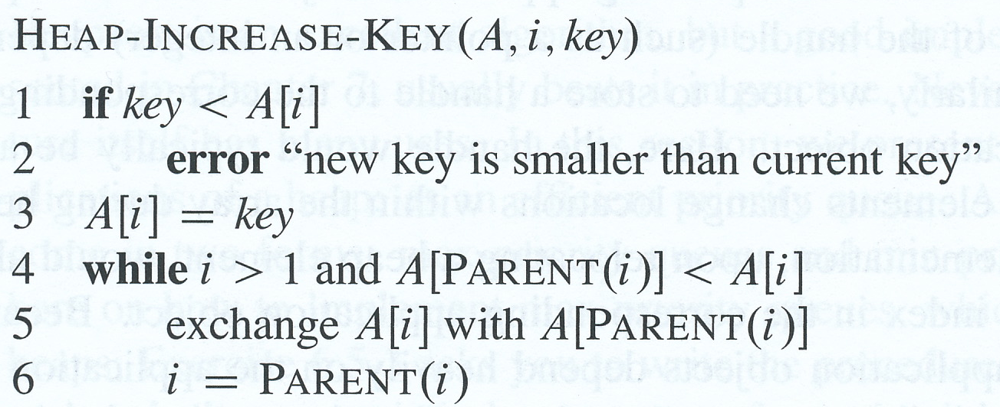 HEAP-INCREASE-KEY(A, i, key)
1 if key < A[i]
2 error “new key is smaller than current key”
3 A[i] = key
4 while i > 1 and A[PARENT(i)] < A[i]
5 exchange A[i] with A[PARENT(i)]
6 i = PARENT(i)